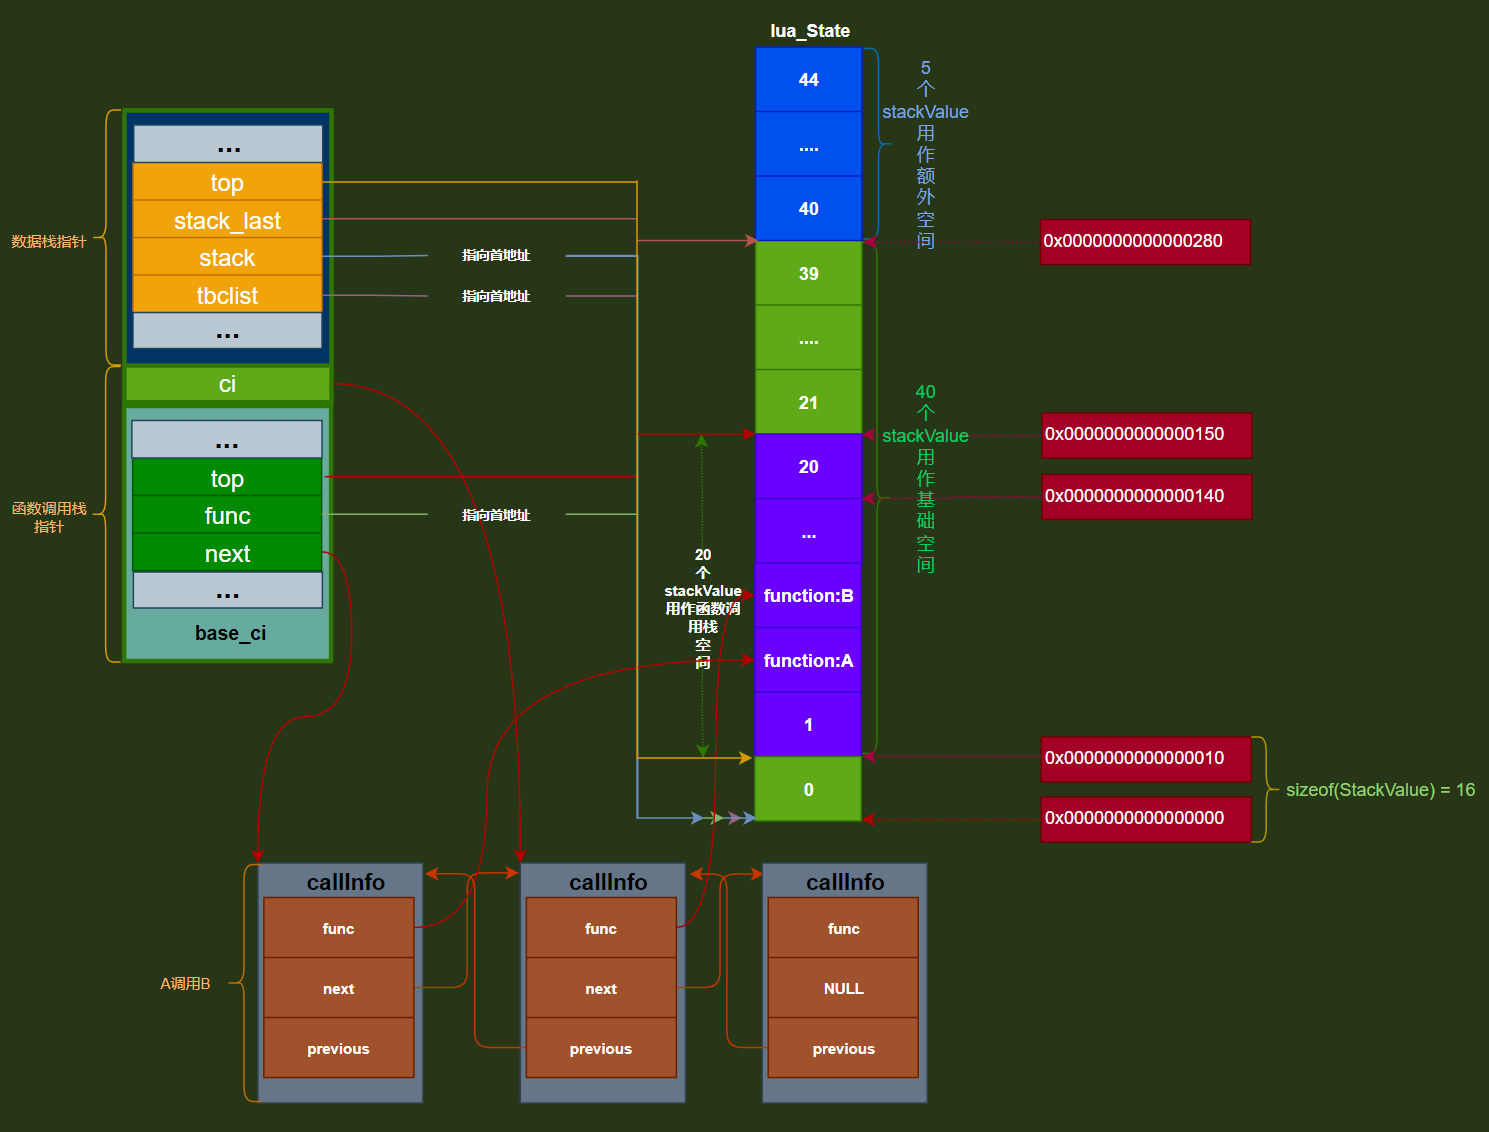 lua_State
44
....
40
39
....
21
20
...
function:B
function:A
1
0
5
个
stackValue
用
作
额
外
空
间
40
个
stackValue
用
作
基
础
空
间
0x0000000000000280
0x0000000000000150
0x0000000000000140
0x0000000000000010
0x0000000000000000
sizeof(StackValue) = 16
数据栈指针
...
top
stack_last
stack
tbclist
...
指向首地址
指向首地址
ci
函数调用栈
指针
...
top
func
next
...
base_ci
指向首地址
20
个
stackValue
用作函数调
用栈
空
间
A调用B
callInfo
func
next
previous
callInfo
func
next
previous
callInfo
func
NULL
previous